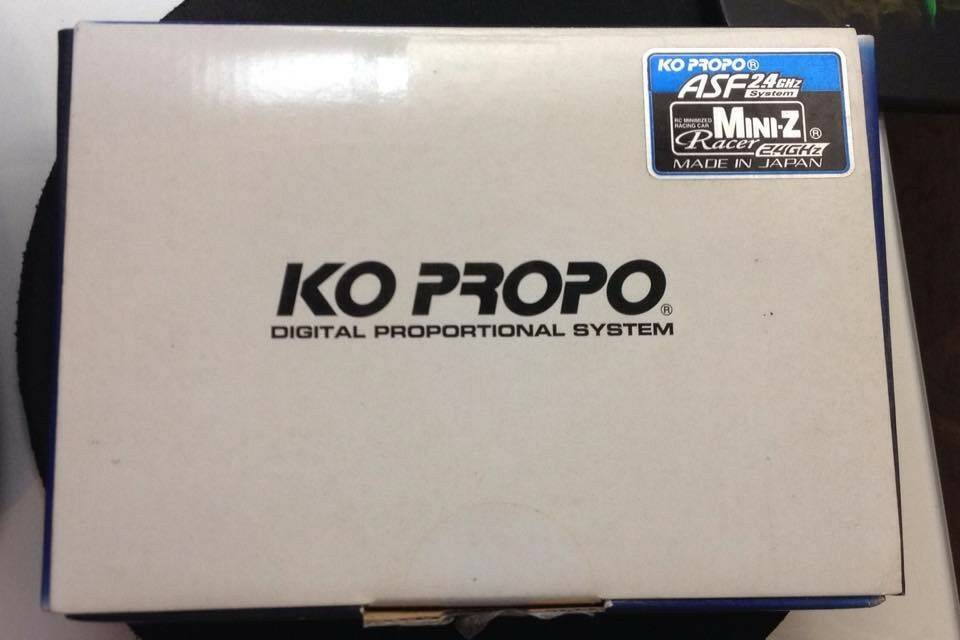 KO PROPO®
ASF 2.4GHz
System
RC MINIMIZED
RACING CAR
MINI-Z®
Racer 2.4GHz
MADE IN JAPAN
KO PROPO®
DIGITAL PROPORTIONAL SYSTEM